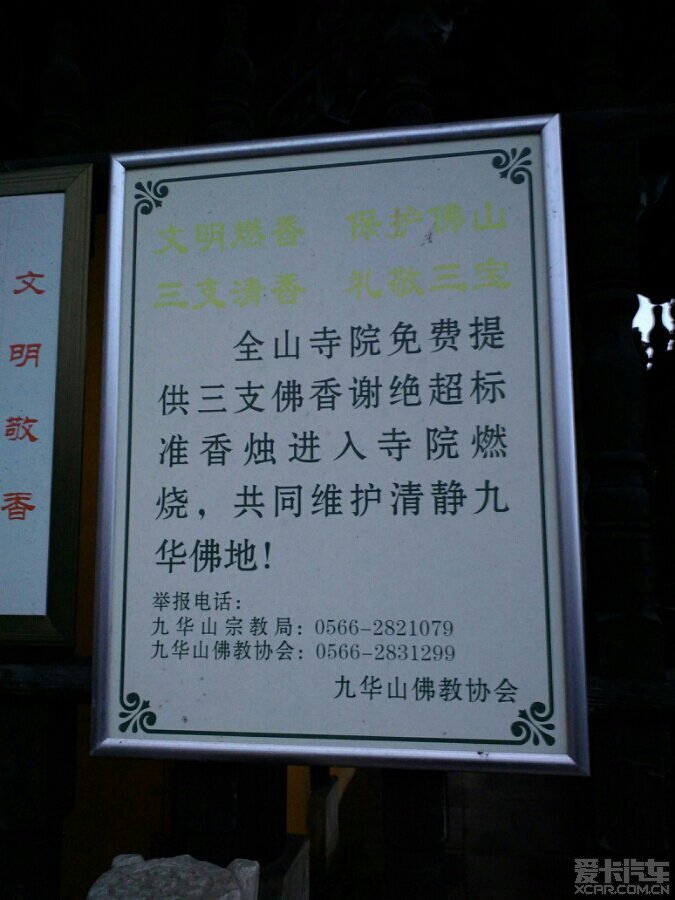 文明敬香
文明燃香 保护佛山
三支清香 礼敬三宝
全山寺院免费提
供三支佛香谢绝超标
准香烛进入寺院燃
烧，共同维护清静九
华佛地！
举报电话：
九华山宗教局：0566-2821079
九华山佛教协会：0566-2831299
九华山佛教协会
爱卡汽车
XCAR.COM.CN